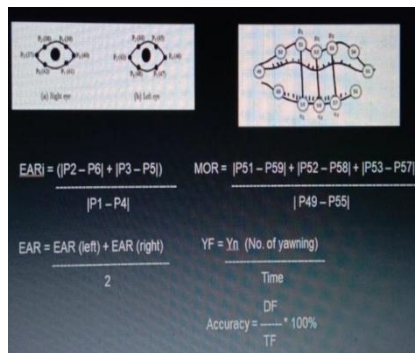 (a) Right eye
(b) Left eye
EARi = (|P2 – P6| + |P3 – P5|)
|P1 – P4|
MOR = |P51 – P59| + |P52 – P58| + |P53 – P57|
| P49 – P55|
EAR = EAR (left) + EAR (right)
2
YF = Yn (No. of yawning)
Time
Accuracy = DF * 100%
TF